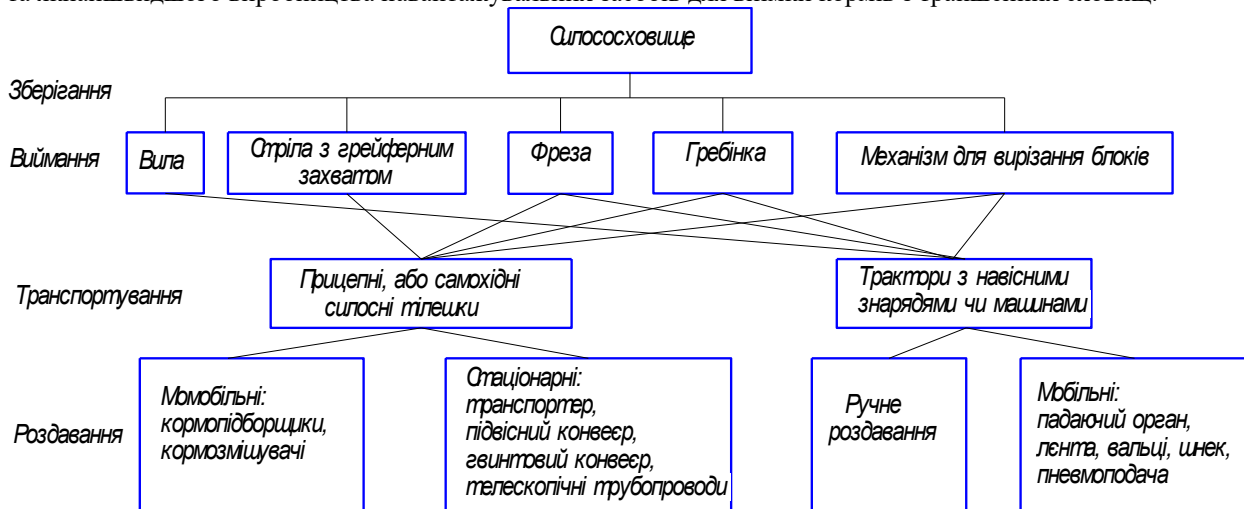 Силососховище
Зберігання
Виймання
Вила
Стріла з грейферним
захватом
Фреза
Гребінка
Механізм для вирізання блоків
Транспортування
Прицепні, або самохідні
силосні тілешки
Трактори з навісними
знарядями чи машинами
Роздавання
Момобільні:
кормопідборщики,
кормозмішувачі
Стаціонарні:
транспортер,
підвісний конвеєр,
гвинтовий конвеєр,
телескопічні трубопроводи
Ручне
роздавання
Мобільні:
падаючий орган,
лєнта, вальці, шнек,
пневмоподача